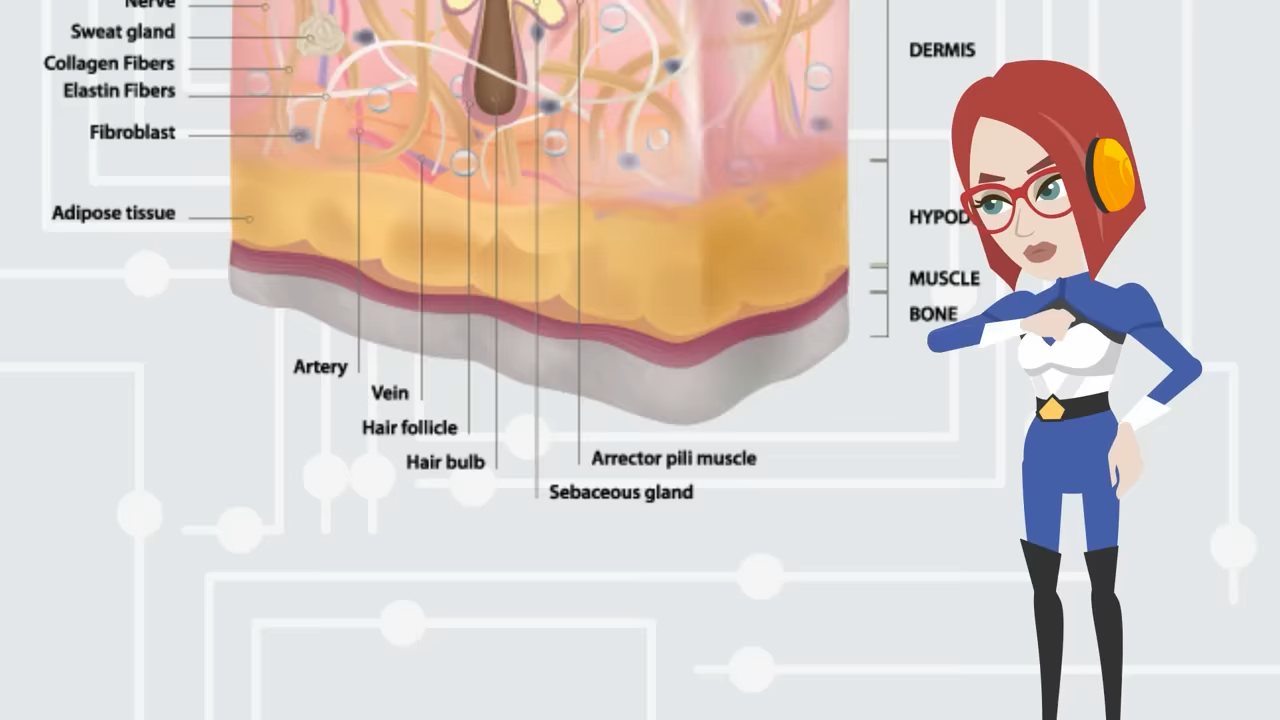 Nerve
Sweat gland
Collagen Fibers
Elastin Fibers
Fibroblast
Adipose tissue
DERMIS
HYPOD
MUSCLE
BONE
Artery
Vein
Hair follicle
Hair bulb
Arrector pili muscle
Sebaceous gland